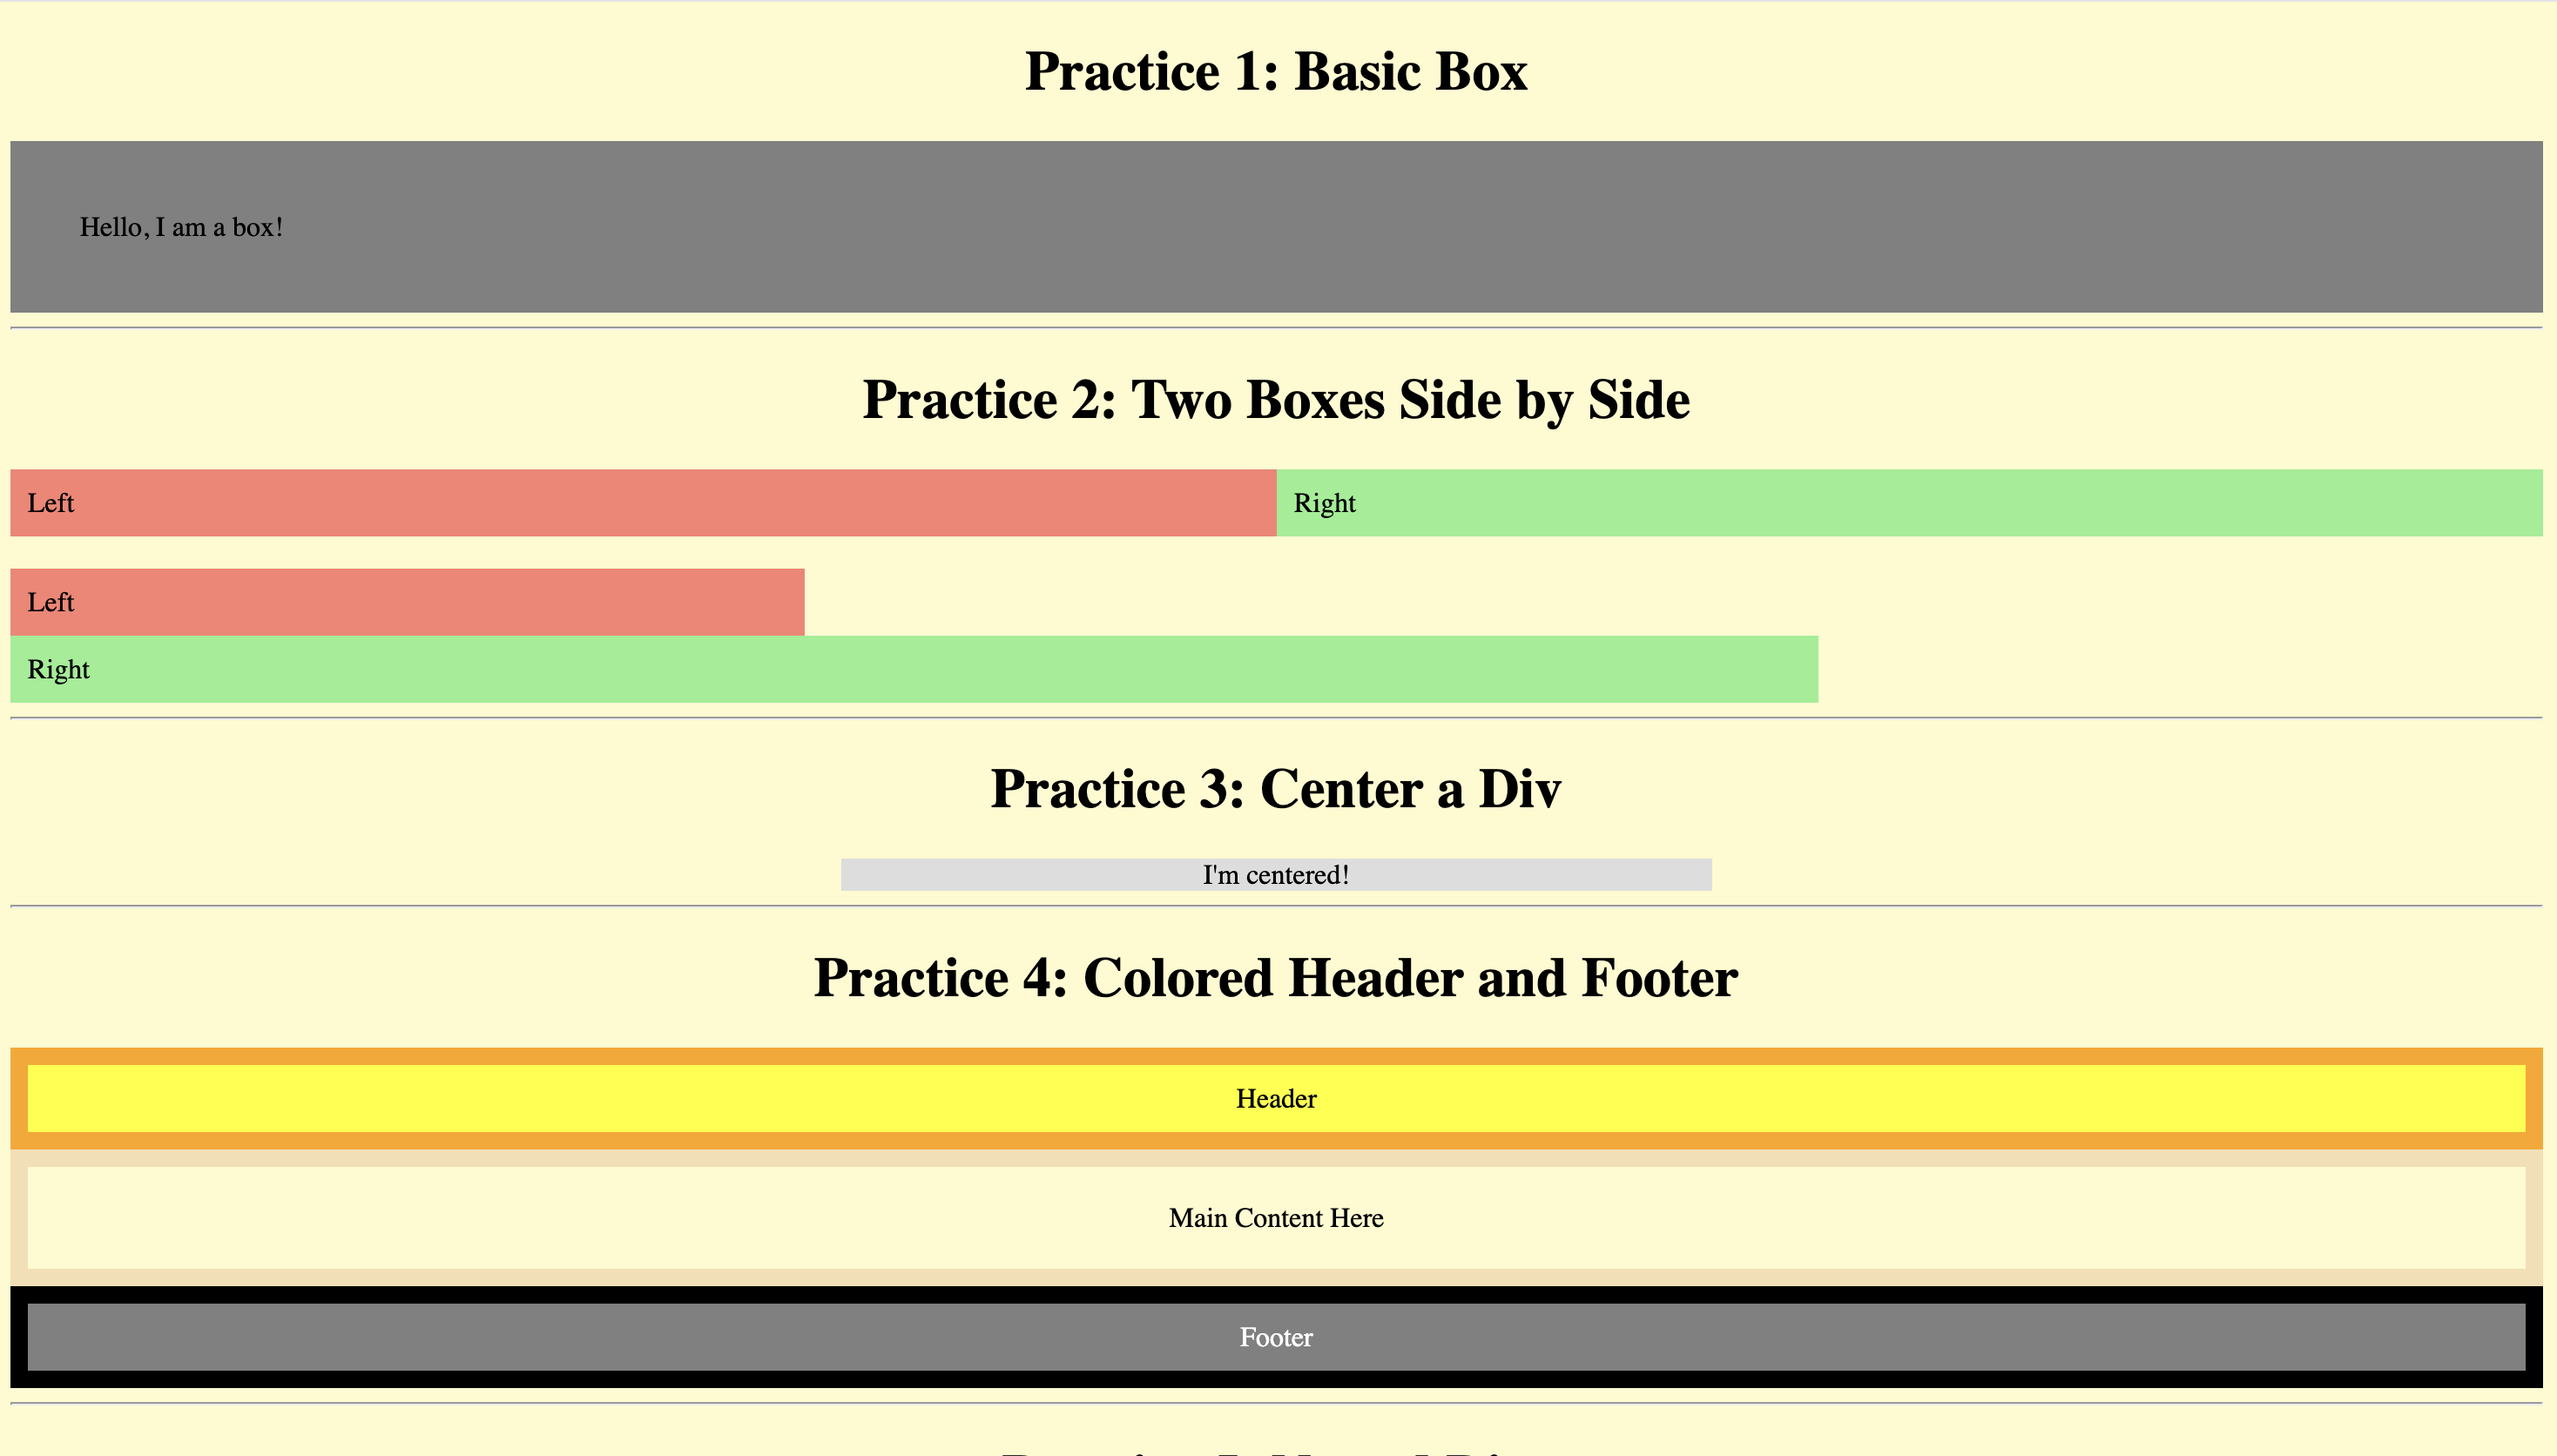 Practice 1: Basic Box
Hello, I am a box!
Practice 2: Two Boxes Side by Side
Left Right
Left
Right
Practice 3: Center a Div
I'm centered!
Practice 4: Colored Header and Footer
Header
Main Content Here
Footer